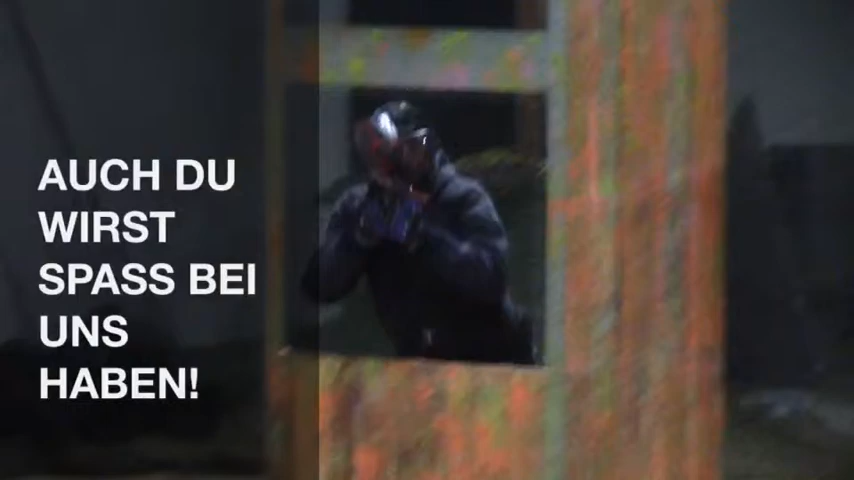 AUCH DU
WIRST
SPASS BEI
UNS
HABEN!